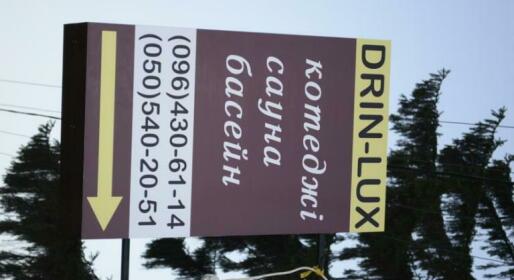 DRIN-LUX
котеджі
сауна
басейн
(096)430-61-14
(050)540-20-51